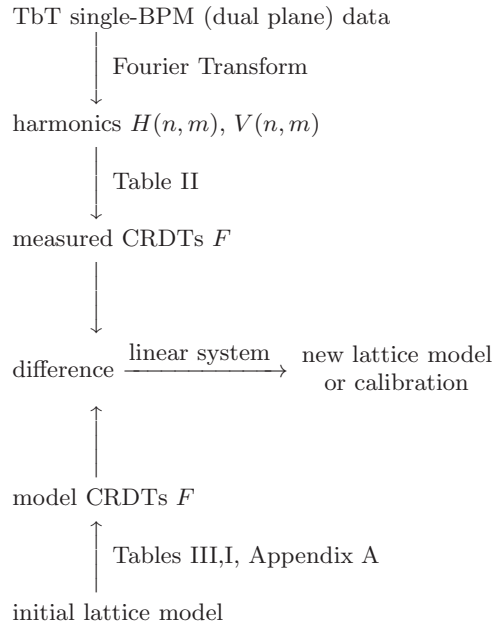 TbT single-BPM (dual plane) data
Fourier Transform
harmonics H(n, m), V(n, m)
Table II
measured CRDTs F
difference
linear system
new lattice model
or calibration
model CRDTs F
Tables III,I, Appendix A
initial lattice model